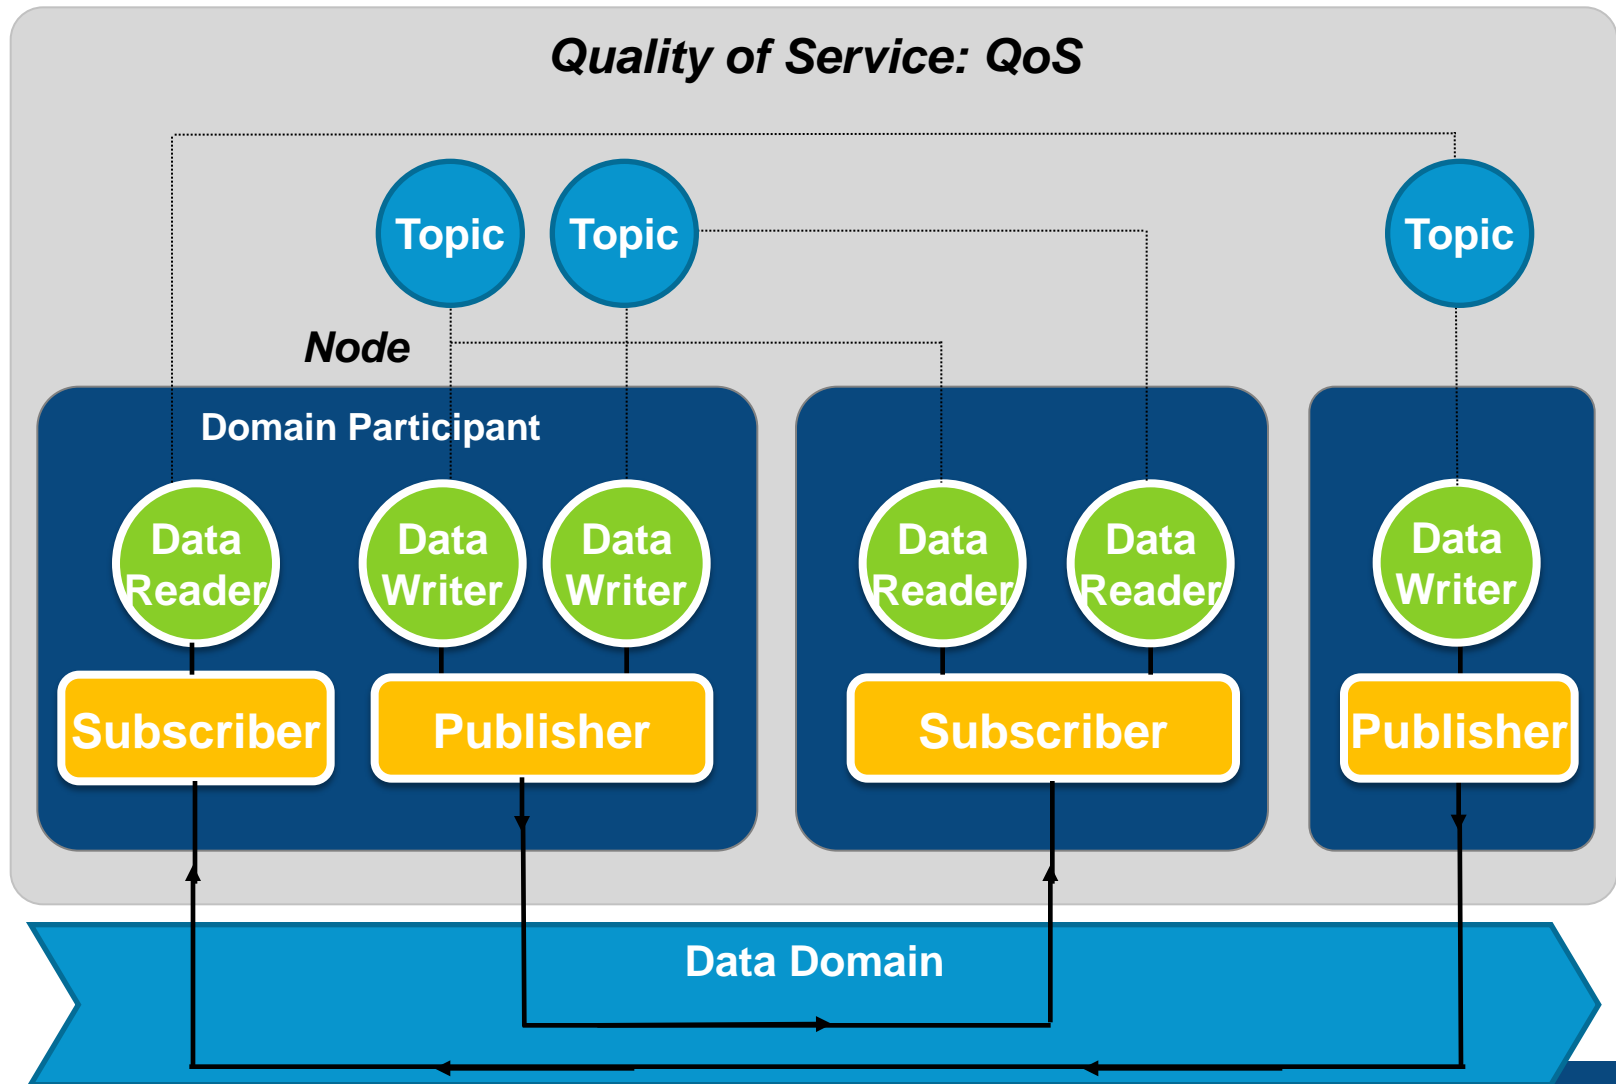 Quality of Service: QoS
Topic
Topic
Topic
Node
Domain Participant
Data
Reader
Data
Writer
Data
Writer
Data
Reader
Data
Reader
Data
Writer
Subscriber
Publisher
Subscriber
Publisher
Data Domain